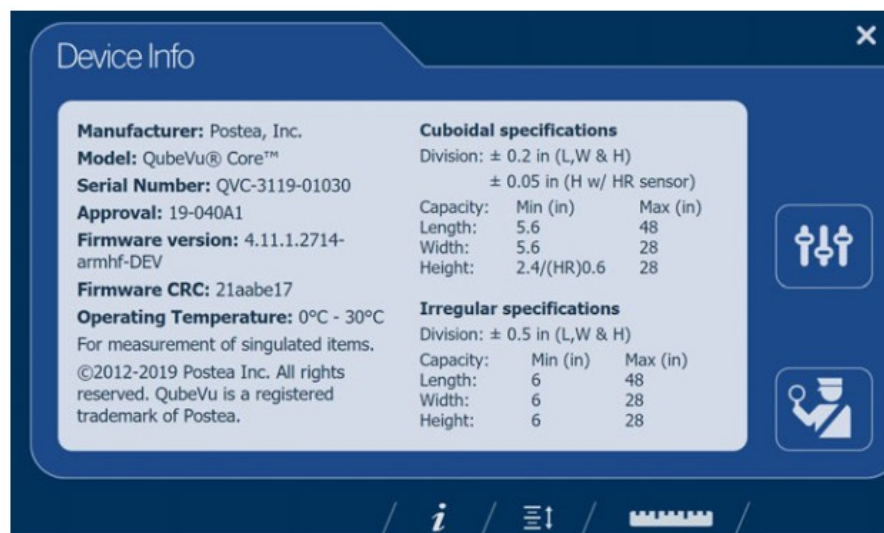 Device Info
Manufacturer: Postea, Inc.
Model: QubeVu® Core™
Serial Number: QVC-3119-01030
Approval: 19-040A1
Firmware version: 4.11.1.2714-
armhf-DEV
Firmware CRC: 21aabe17
Operating Temperature: 0°C - 30°C
For measurement of singulated items.
©2012-2019 Postea Inc. All rights
reserved. QubeVu is a registered
trademark of Postea.
Cuboidal specifications
Division: ± 0.2 in (L,W & H)
± 0.05 in (H w/ HR sensor)
Capacity: Min (in) Max (in)
Length: 5.6 48
Width: 5.6 28
Height: 2.4/(HR)0.6 28
Irregular specifications
Division: ± 0.5 in (L,W & H)
Capacity: Min (in) Max (in)
Length: 6 48
Width: 6 28
Height: 6 28